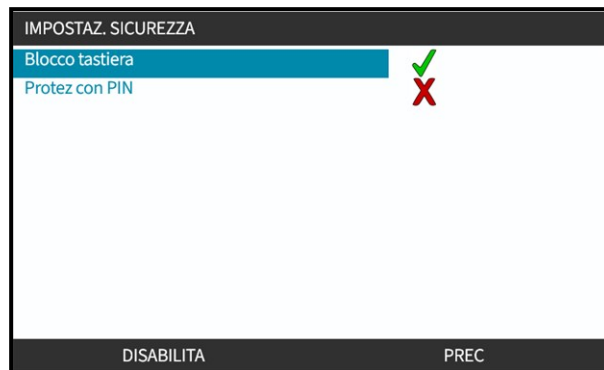 IMPOSTAZ. SICUREZZA
Blocco tastiera
Protez con PIN
DISABILITA PREC